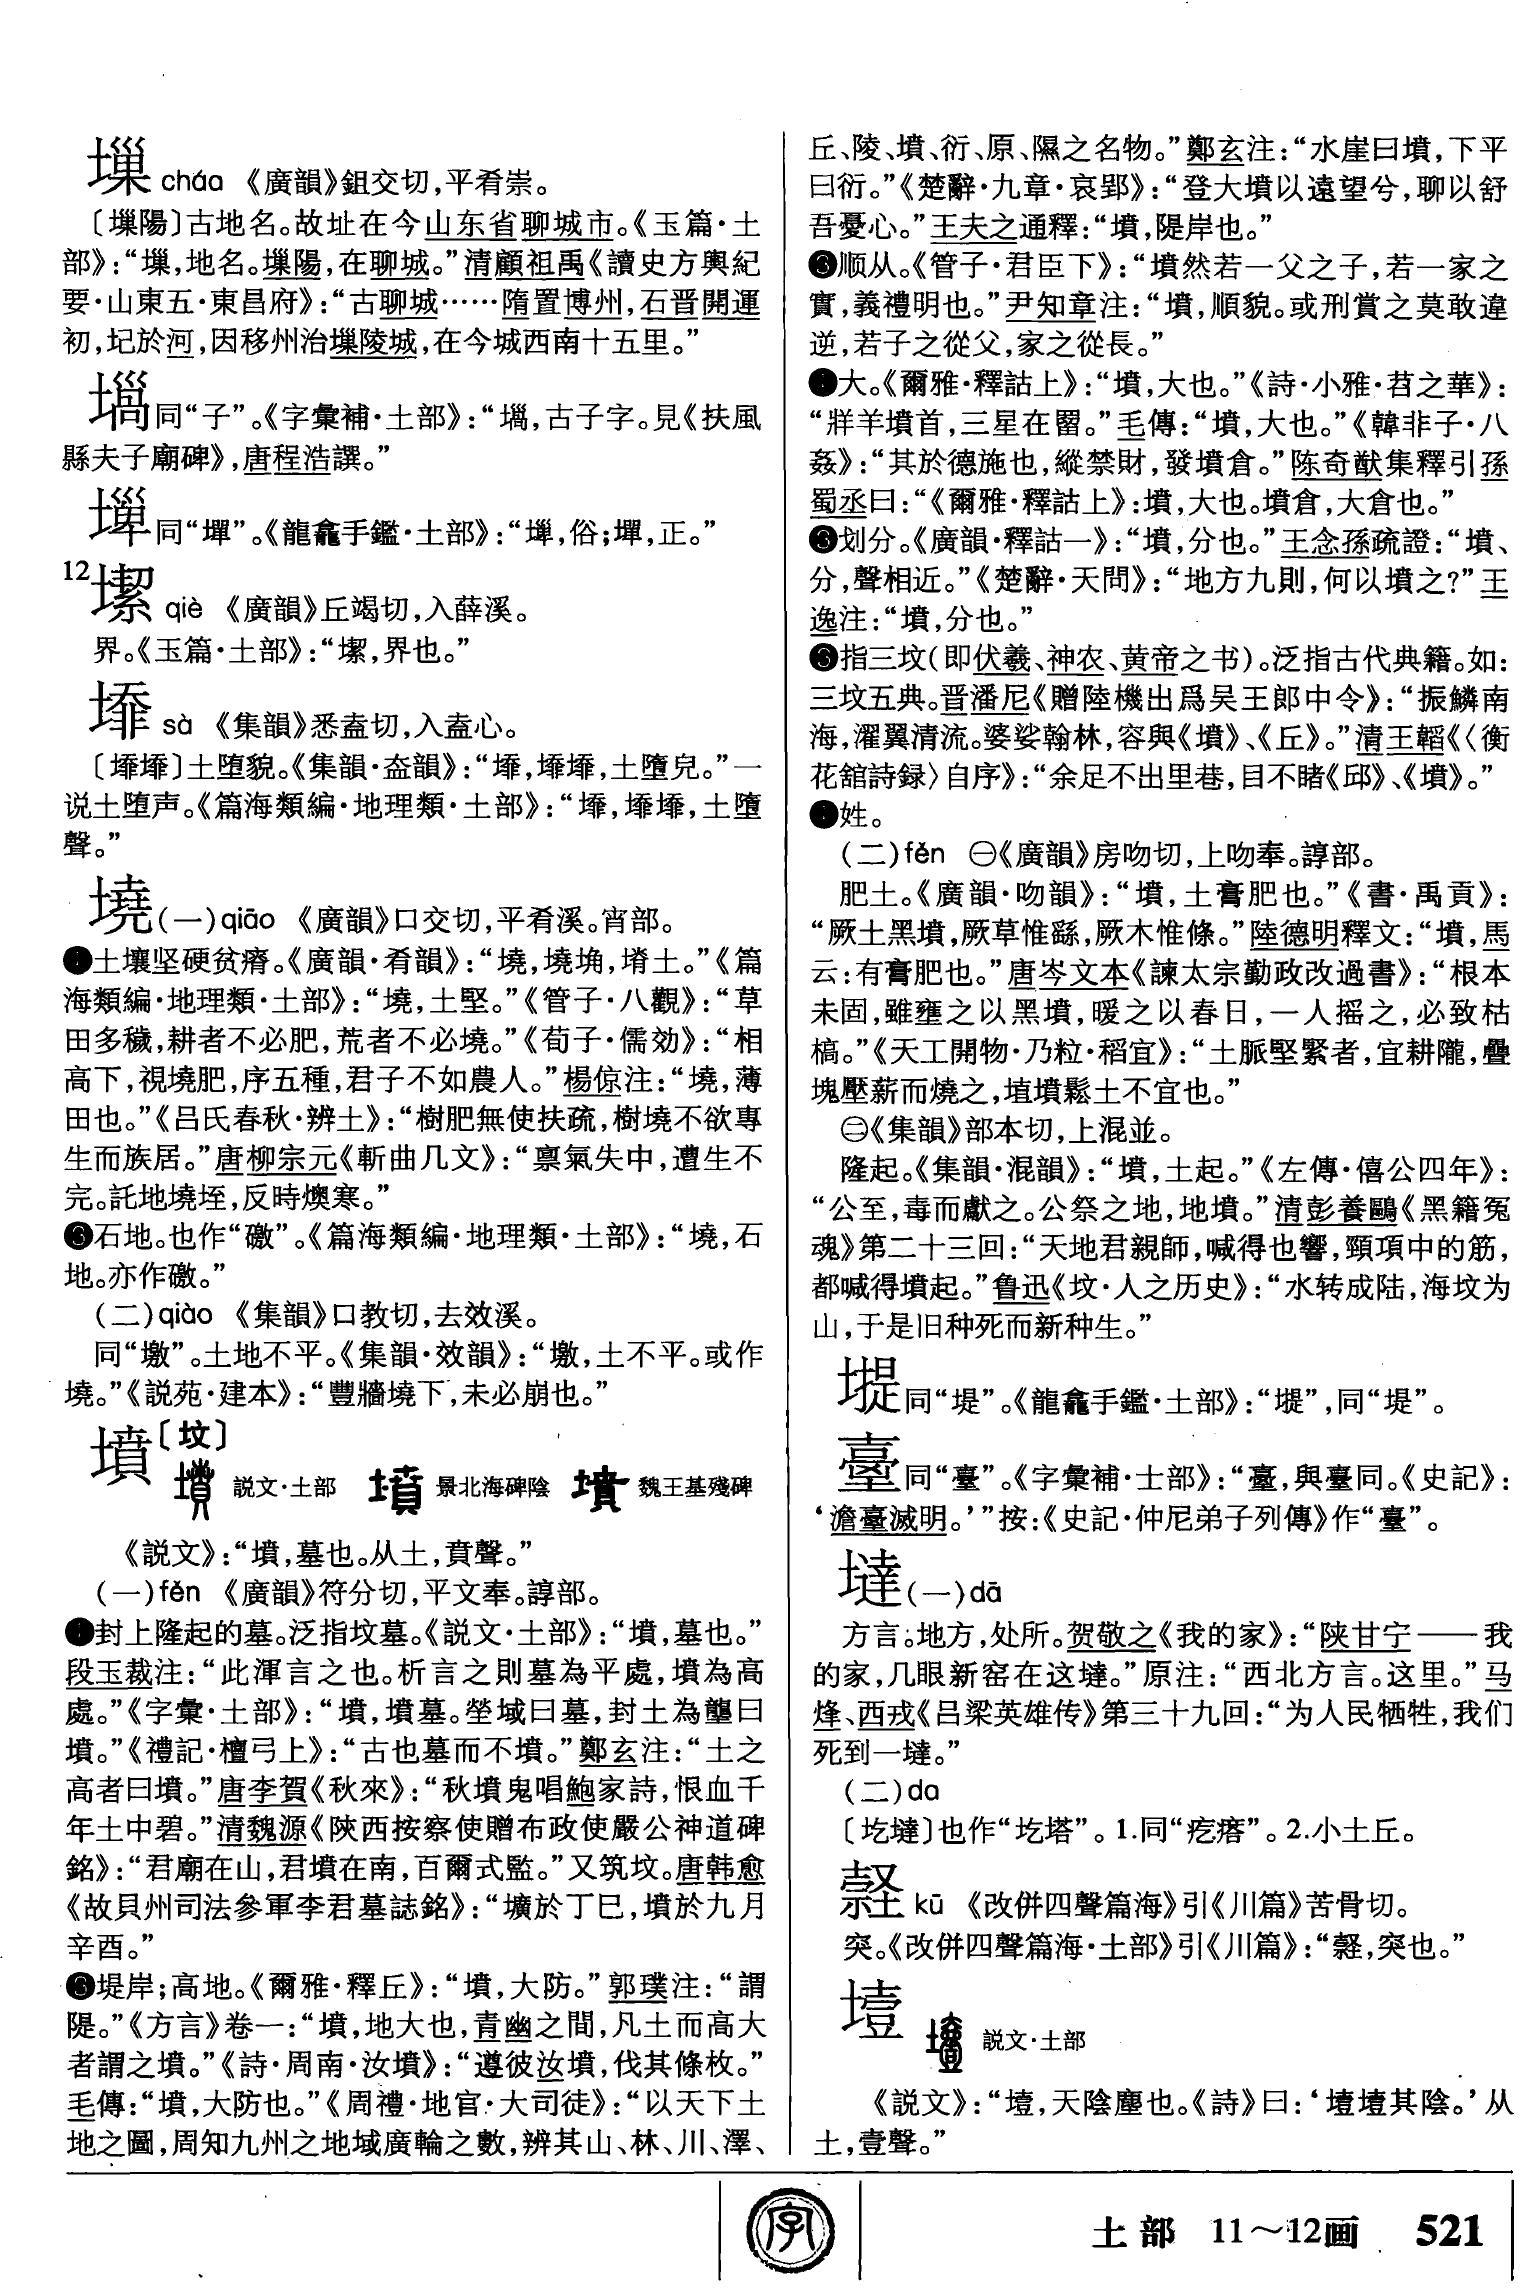 塛 cháo 《廣韻》鉏交切，平肴崇。
〔塛陽〕古地名。故址在今山东省聊城市。《玉篇·土
部》：“塛，地名。塛陽，在聊城。”清顧祖禹《讀史方輿紀
要·山東五·東昌府》：“古聊城……隋置博州，石晉開運
初，圮於河，因移州治塛陵城，在今城西南十五里。”
同“子”。《字彙補·土部》：“，古子字。見《扶風
縣夫子廟碑》，唐程浩譔。”
同“墠”。《龍龕手鑑·土部》：“，俗；墠，正。”
12
qiè 《廣韻》丘竭切，入薛溪。
界。《玉篇·土部》：“，界也。”
sà 《集韻》悉盍切，入盍心。
〔〕土堕貌。《集韻·盍韻》：“，，土墮皃。”一
说土堕声。《篇海類編·地理類·土部》：“，，土墮
聲。”
墝(一)qiāo 《廣韻》口交切，平肴溪。宵部。
❶土壤坚硬贫瘠。《廣韻·肴韻》：“墝，墝埆，塉土。”《篇
海類編·地理類·土部》：“墝，土堅。”《管子·八觀》：“草
田多穢，耕者不必肥，荒者不必墝。”《荀子·儒効》：“相
高下，視墝肥，序五種，君子不如農人。”楊倞注：“墝，薄
田也。”《吕氏春秋·辨土》：“樹肥無使扶疏，樹墝不欲專
生而族居。”唐柳宗元《斬曲几文》：“禀氣失中，遭生不
完。託地墝垤，反時燠寒。”
❷石地。也作“磽”。《篇海類編·地理類·土部》：“墝，石
地。亦作。”
(二)qiào 《集韻》口教切，去效溪。
同“墽”。土地不平。《集韻·效韻》：“墽，土不平。或作
墝。”《説苑·建本》：“豐牆墝下，未必崩也。”
墳〔坟〕
説文·土部 景北海碑陰 魏王基殘碑
《説文》：“墳，墓也。从土，賁聲。”
(一)fén 《廣韻》符分切，平文奉。諄部。
❶封上隆起的墓。泛指坟墓。《説文·土部》：“墳，墓也。”
段玉裁注：“此渾言之也。析言之則墓為平處，墳為高
處。”《字彙·土部》：“墳，墳墓。塋域曰墓，封土為壟曰
墳。”《禮記·檀弓上》：“古也墓而不墳。”鄭玄注：“土之
高者曰墳。”唐李賀《秋來》：“秋墳鬼唱鮑家詩，恨血千
年土中碧。”清魏源《陝西按察使贈布政使嚴公神道碑
銘》：“君廟在山，君墳在南，百爾式監。”又筑坟。唐韩愈
《故貝州司法參軍李君墓誌銘》：“壙於丁巳，墳於九月
辛酉。”
❷堤岸；高地。《爾雅·釋丘》：“墳，大防。”郭璞注：“謂
隄。”《方言》卷一：“墳，地大也，青幽之間，凡土而高大
者謂之墳。”《詩·周南·汝墳》：“遵彼汝墳，伐其條枚。”
毛傳：“墳，大防也。”《周禮·地官·大司徒》：“以天下土
地之圖，周知九州之地域廣輪之數，辨其山、林、川、澤、
丘、陵、墳、衍、原、隰之名物。”鄭玄注：“水崖曰墳，下平
曰衍。”《楚辭·九章·哀郢》：“登大墳以遠望兮，聊以舒
吾憂心。”王夫之通釋：“墳，隄岸也。”
❸顺从。《管子·君臣下》：“墳然若一父之子，若一家之
實，義禮明也。”尹知章注：“墳，順貌。或刑賞之莫敢違
逆，若子之從父，家之從長。”
❹大。《爾雅·釋詁上》：“墳，大也。”《詩·小雅·苕之華》：
“牂羊墳首，三星在罶。”毛傳：“墳，大也。”《韓非子·八
姦》：“其於德施也，縱禁財，發墳倉。”陈奇猷集釋引孫
蜀丞曰：“《爾雅·釋詁上》：墳，大也。墳倉，大倉也。”
❺划分。《廣韻·釋詁一》：“墳，分也。”王念孫疏證：“墳、
分，聲相近。”《楚辭·天問》：“地方九則，何以墳之?”王
逸注：“墳，分也。”
❻指三坟(即伏羲、神农、黄帝之书)。泛指古代典籍。如：
三坟五典。晋潘尼《贈陸機出爲吴王郎中令》：“振鱗南
海，濯翼清流。婆娑翰林，容與《墳》、《丘》。”清王韜《〈衡
花舘詩録〉自序》：“余足不出里巷，目不睹《邱》、《墳》。”
❼姓。
(二)fěn ㊀《廣韻》房吻切，上吻奉。諄部。
肥土。《廣韻·吻韻》：“墳，土膏肥也。”《書·禹貢》：
“厥土黑墳，厥草惟繇，厥木惟條。”陸德明釋文：“墳，馬
云：有膏肥也。”唐岑文本《諫太宗勤政改過書》：“根本
未固，雖壅之以黑墳，暖之以春日，一人摇之，必致枯
槁。”《天工開物·乃粒·稻宜》：“土脈堅緊者，宜耕隴，疊
塊壓薪而燒之，埴墳鬆土不宜也。”
㊁《集韻》部本切，上混並。
隆起。《集韻·混韻》：“墳，土起。”《左傳·僖公四年》：
“公至，毒而獻之。公祭之地，地墳。”清彭養鷗《黑籍冤
魂》第二十三回：“天地君親師，喊得也響，頸項中的筋，
都喊得墳起。”鲁迅《坟·人之历史》：“水转成陆，海坟为
山，于是旧种死而新种生。”
同“堤”。《龍龕手鑑·土部》：“”，同“堤”。
同“臺”。《字彙補·土部》：“，與臺同。《史記》：
‘澹臺滅明。’”按：《史記·仲尼弟子列傳》作“臺”。
墶(一)dā
方言。地方，处所。贺敬之《我的家》：“陕甘宁——我
的家，几眼新窑在这墶。”原注：“西北方言。这里。”马
烽、西戎《吕梁英雄传》第三十九回：“为人民牺牲，我们
死到一墶。”
(二)da
〔圪墶〕也作“圪塔”。1.同“疙瘩”。2.小土丘。
kū 《改併四聲篇海》引《川篇》苦骨切。
突。《改併四聲篇海·土部》引《川篇》：“，突也。”
墏
説文·土部
《説文》：“曀，天陰塵也。《詩》曰：‘其陰。’从
土，壹聲。”
字
土部 11～12画 521